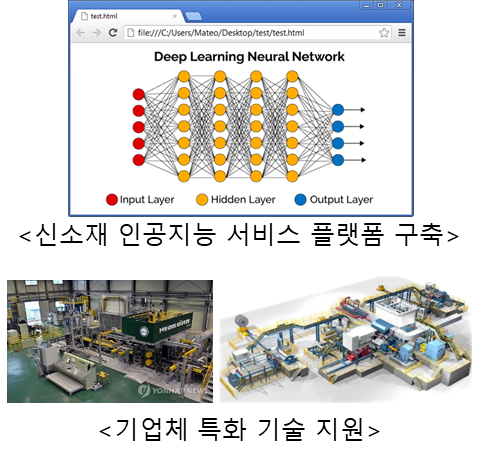 test.html
file:///C:/Users/Mateo/Desktop/test/test.html
Deep Learning Neural Network
Input Layer
Hidden Layer
Output Layer
<신소재 인공지능 서비스 플랫폼 구축>
YONHAPNEWS
<기업체 특화 기술 지원>